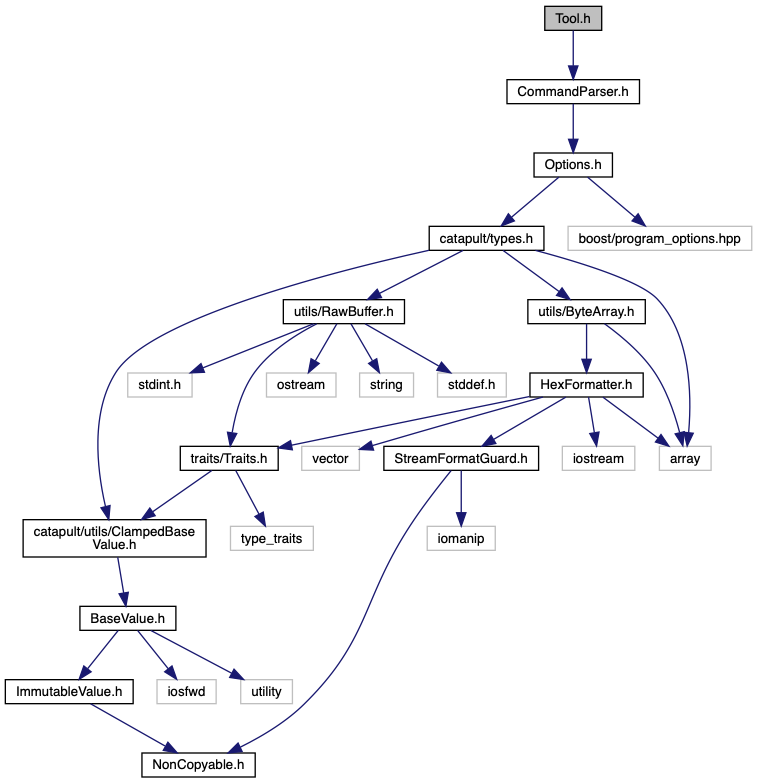 Tool.h
CommandParser.h
Options.h
catapult/types.h
boost/program_options.hpp
utils/RawBuffer.h
utils/ByteArray.h
stdint.h
ostream
string
stddef.h
HexFormatter.h
traits/Traits.h
vector
StreamFormatGuard.h
iostream
array
catapult/utils/ClampedBase
Value.h
type_traits
iomanip
BaseValue.h
ImmutableValue.h
iosfwd
utility
NonCopyable.h